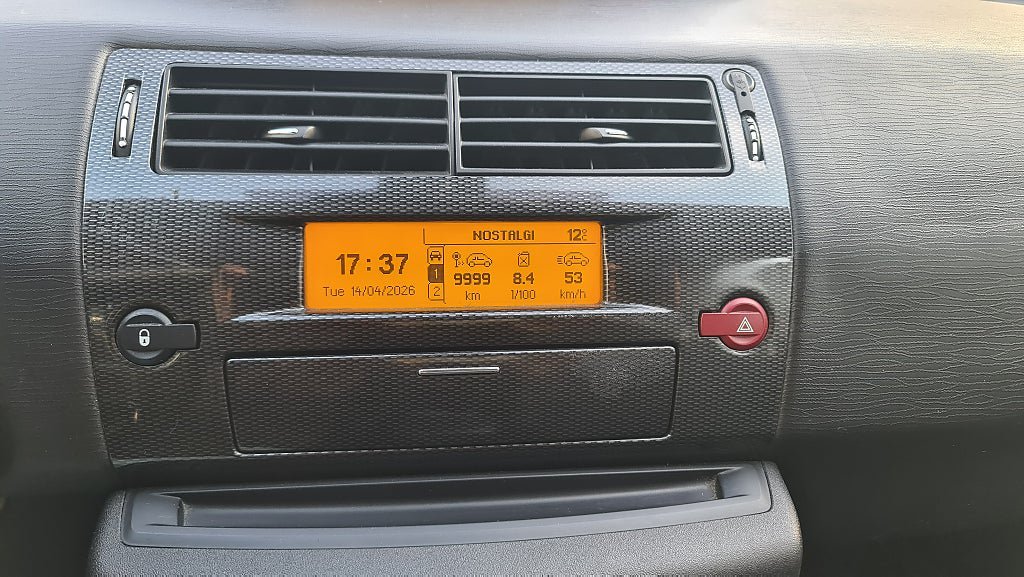 NOSTALGI 12°C
17:37
Tue 14/04/2026
1
2
9999 8.4 53
km l/100 km/h